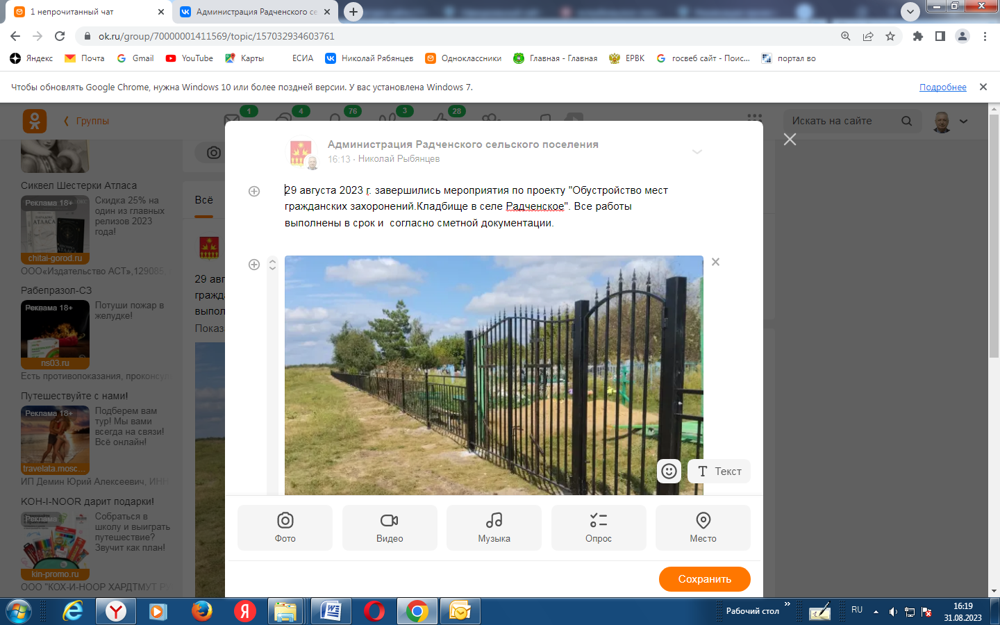 1 непрочитанный чат
Администрация Радченского се
ok.ru/group/70000001411569/topic/157032934603761
Яндекс
Почта
Gmail
YouTube
Карты
ЕСИА
Николай Рябянцев
Одноклассники
Главная - Главная
ЕРВК
госвеб сайт - Поис...
портал во
Чтобы обновлять Google Chrome, нужна Windows 10 или более поздней версии. У вас установлена Windows 7.
Подробнее
Группы
1
4
76
3
28
Искать на сайте
Сиквел Шестерки Атласа
Реклама 18+
Скидка 25% на
один из главных
релизов 2023
года!
chitai-gorod.ru
ООО«Издательство АСТ»,129085,
Рабепразол-СЗ
Реклама 18+
Потуши пожар в
желудке!
ns03.ru
Есть противопоказания, проконсу
Путешествуйте с нами!
Реклама 18+
Подберем вам
тур! Мы вами
всегда на связи!
Всё онлайн!
travelata.mosc...
ИП Демин Юрий Алексеевич, ИНН
KOH-I-NOOR дарит подарки!
Реклама
Собраться в
школу и выиграть
путешествие?
Звучит как план!
kin-promo.ru
ООО "КОХ-И-НООР ХАРДТМУТ РУ
Всё
29 авг
гражда
выпол
Показ
Администрация Радченского сельского поселения
16:13 · Николай Рыбянцев
29 августа 2023 г. завершились мероприятия по проекту "Обустройство мест
гражданских захоронений.Кладбище в селе Радченское". Все работы
выполнены в срок и  согласно сметной документации.
Текст
Фото
Видео
Музыка
Опрос
Место
Сохранить
Рабочий стол
RU
16:19
31.08.2023